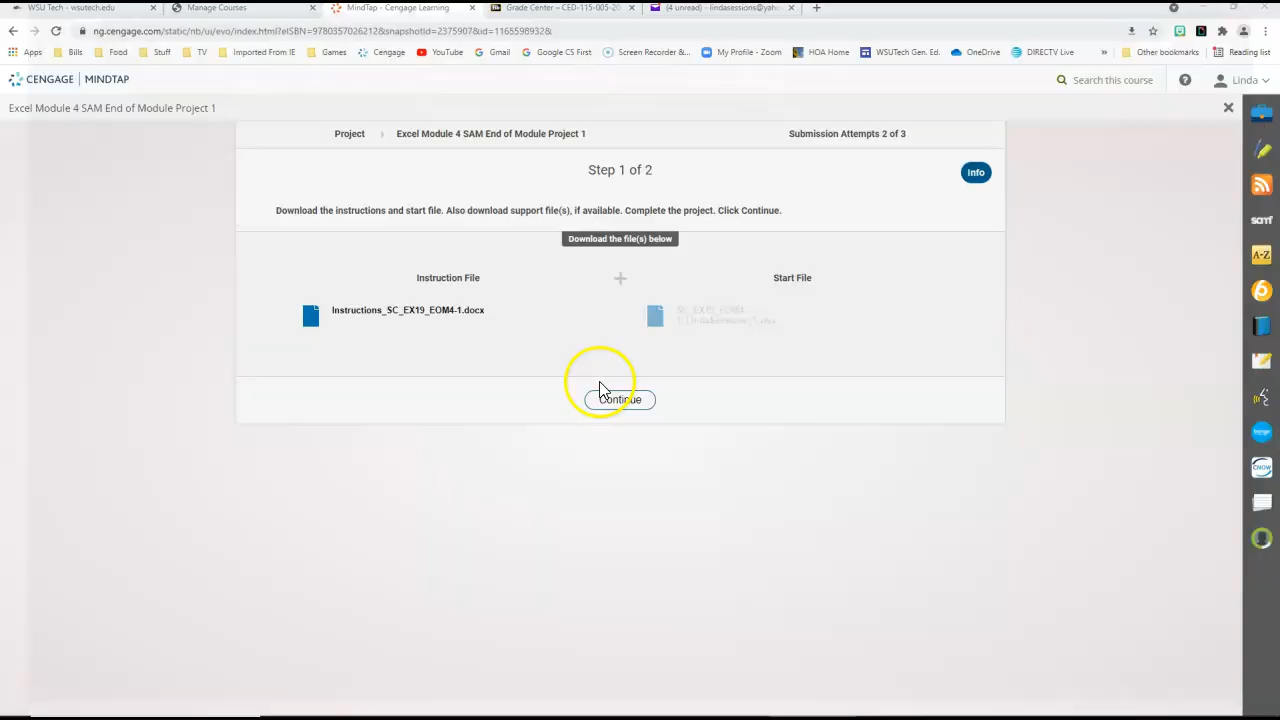 WSU Tech - wsutech.edu
Manage Courses
MindTap - Cengage Learning
Grade Center – CED-115-005-20
(4 unread) - lindasessions@yaho
ng.cengage.com/static/nb/ui/evo/index.html?eISBN=9780357026212&snapshotId=2375907&id=1165598932&
Apps
Bills
Food
Stuff
TV
Imported From IE
Games
Cengage
YouTube
Gmail
Google CS First
Screen Recorder &...
My Profile - Zoom
HOA Home
WSUTech Gen. Ed.
OneDrive
DIRECTV Live
»
Other bookmarks
Reading list
CENGAGE | MINDTAP
Search this course
Linda
Excel Module 4 SAM End of Module Project 1
Project
Excel Module 4 SAM End of Module Project 1
Submission Attempts 2 of 3
Step 1 of 2
Info
Download the instructions and start file. Also download support file(s), if available. Complete the project. Click Continue.
Download the file(s) below
Instruction File
+
Start File
Instructions_SC_EX19_EOM4-1.docx
SC_EX19_EOM4-
Continue
A-Z
bongo
CNOW